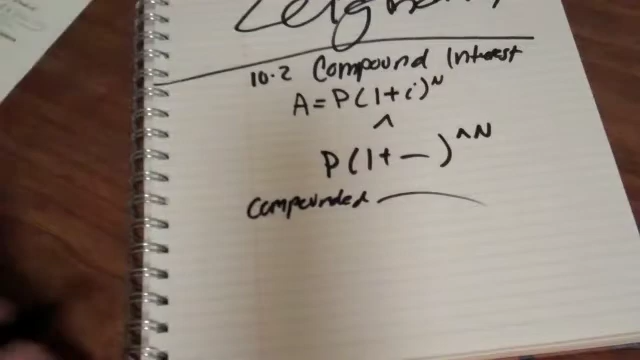 10.2 Compound Interest
A=P(1+i)^N
^
P(1+—)^^N
Compounded ——